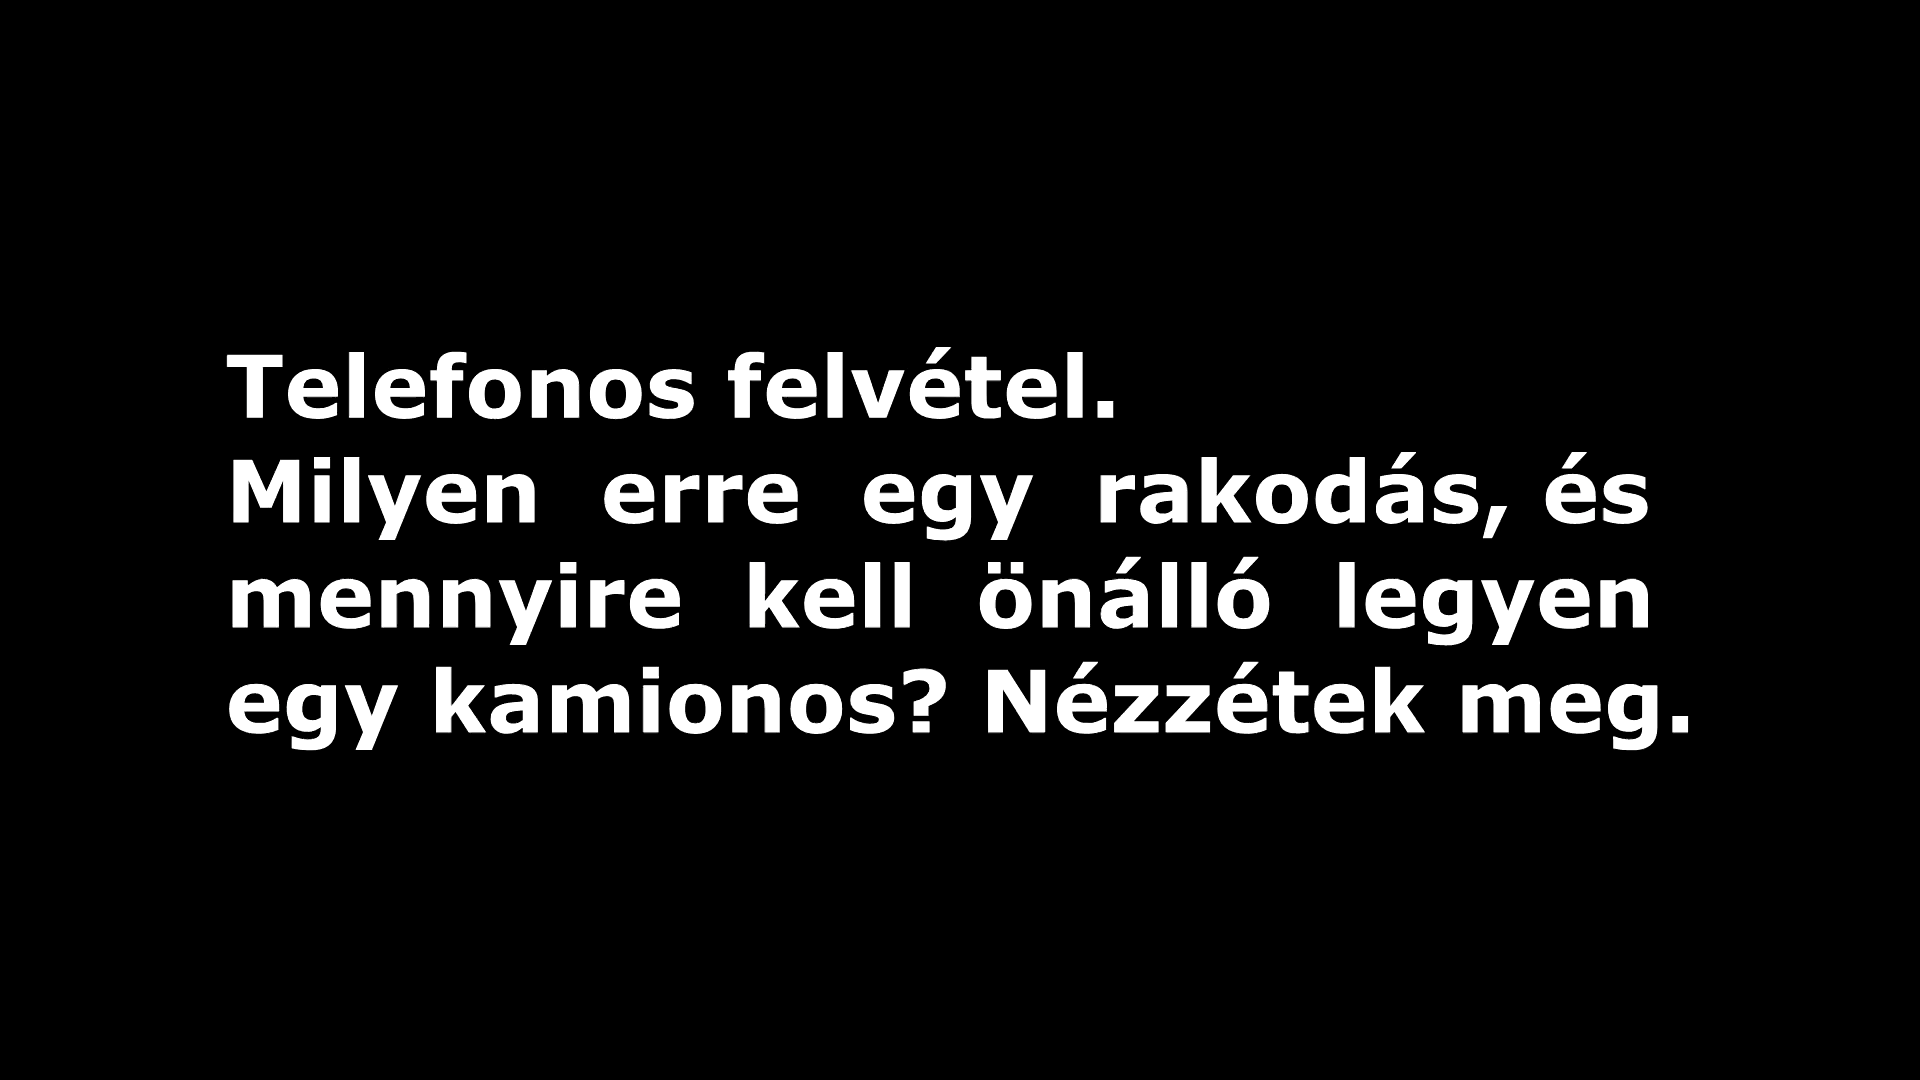 Telefonos felvétel.
Milyen erre egy rakodás, és
mennyire kell önálló legyen
egy kamionos? Nézzétek meg.